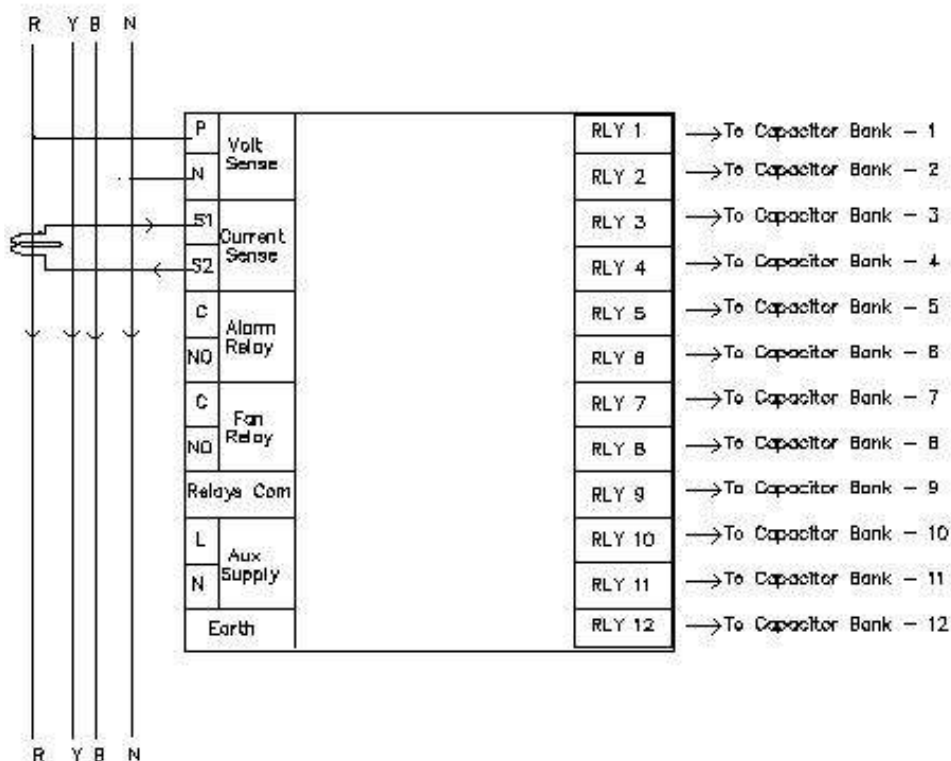 R Y B N
P
Volt
Sense
N
S1
Current
Sense
S2
C
Alarm
Relay
NO
C
Fan
Relay
NO
Relays Com
L
Aux
Supply
N
Earth
RLY 1 To Capacitor Bank - 1
RLY 2 To Capacitor Bank - 2
RLY 3 To Capacitor Bank - 3
RLY 4 To Capacitor Bank - 4
RLY 5 To Capacitor Bank - 5
RLY 6 To Capacitor Bank - 6
RLY 7 To Capacitor Bank - 7
RLY 8 To Capacitor Bank - 8
RLY 9 To Capacitor Bank - 9
RLY 10 To Capacitor Bank - 10
RLY 11 To Capacitor Bank - 11
RLY 12 To Capacitor Bank - 12
R Y B N